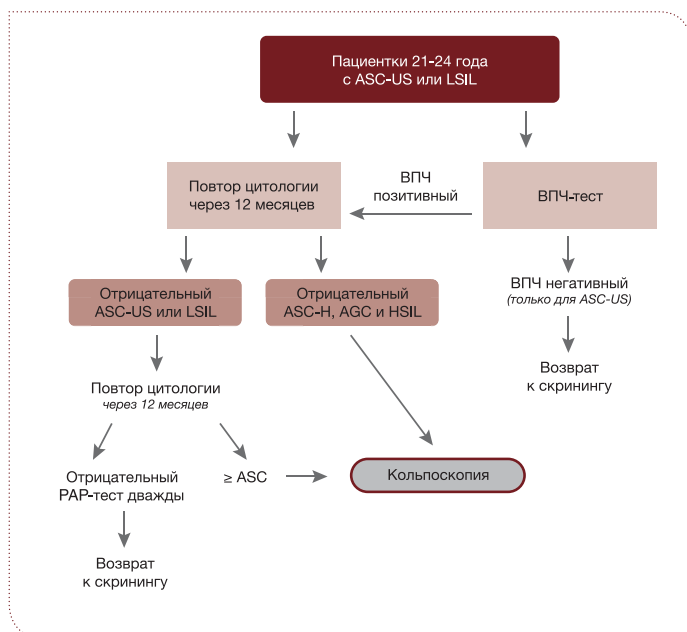 Пациентки 21-24 года
с ASC-US или LSIL
Повтор цитологии
через 12 месяцев
ВПЧ
позитивный
ВПЧ-тест
Отрицательный
ASC-US или LSIL
Отрицательный
ASC-H, AGC и HSIL
ВПЧ негативный
(только для ASC-US)
Возврат
к скринингу
Повтор цитологии
через 12 месяцев
Отрицательный
PAP-тест дважды
≥ ASC
Кольпоскопия
Возврат
к скринингу